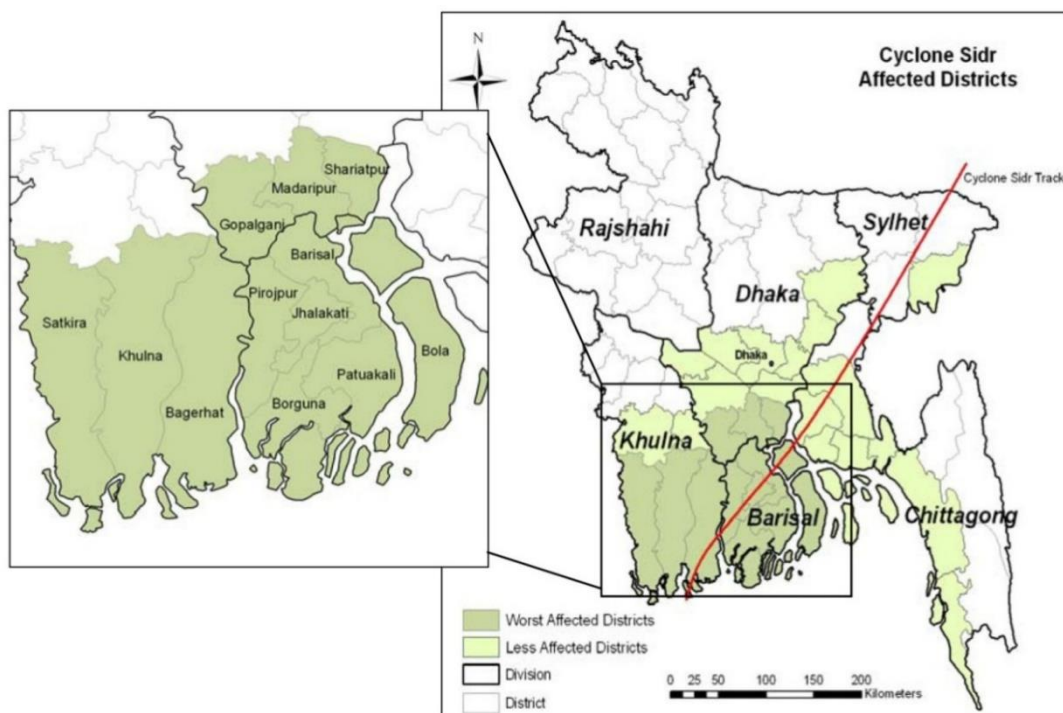 Cyclone Sidr
Affected Districts
N
Cyclone Sidr Track
Rajshahi
Sylhet
Dhaka
Dhaka
Khulna
Barisal
Chittagong
Shariatpur
Madaripur
Gopalganj
Barisal
Pirojpur
Jhalakati
Satkira
Khulna
Bola
Patuakali
Borguna
Bagerhat
Worst Affected Districts
Less Affected Districts
Division
District
0 25 50 100 150 200
Kilometers